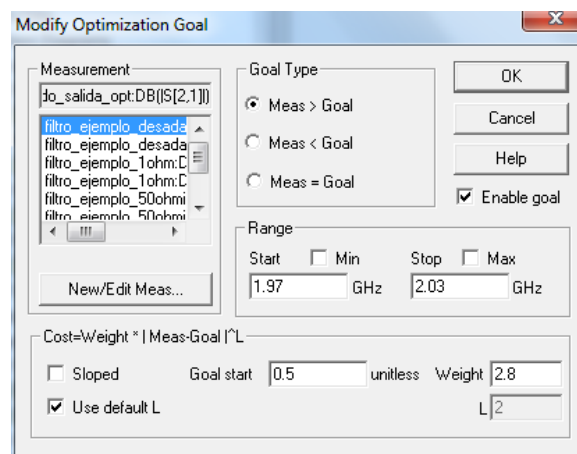 Modify Optimization Goal
Measurement
do_salida_opt:DB(|S[2,1]|)
filtro_ejemplo_desada
filtro_ejemplo_desada
filtro_ejemplo_1ohm:D
filtro_ejemplo_1ohm:D
filtro_ejemplo_50ohmi
filtro_ejemplo_50ohmi
New/Edit Meas...
Goal Type
Meas > Goal
Meas < Goal
Meas = Goal
OK
Cancel
Help
Enable goal
Range
Start Min Stop Max
1.97 GHz 2.03 GHz
Cost=Weight * | Meas-Goal |^L
Sloped Goal start 0.5 unitless Weight 2.8
Use default L L 2